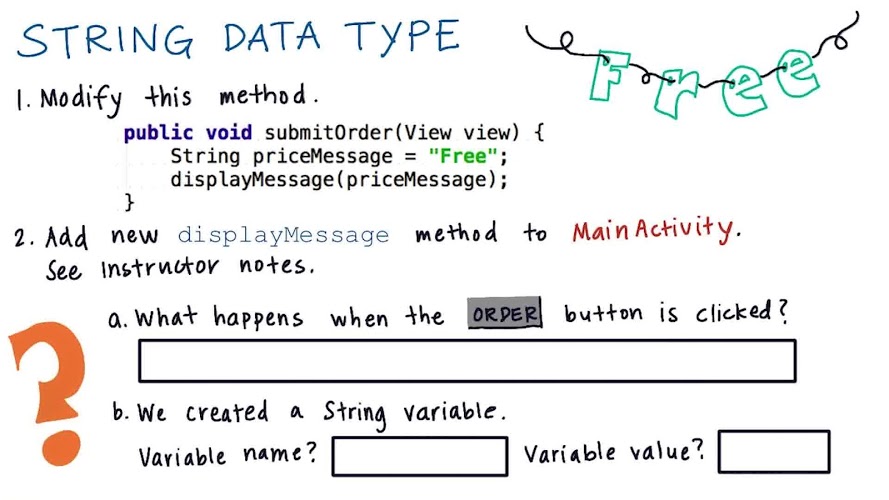 STRING DATA TYPE
Free
1. Modify this method.
public void submitOrder(View view) {
String priceMessage = "Free";
displayMessage(priceMessage);
}
2. Add new displayMessage method to MainActivity.
See instructor notes.
?
a. What happens when the ORDER button is clicked?
b. We created a String variable.
Variable name? Variable value?